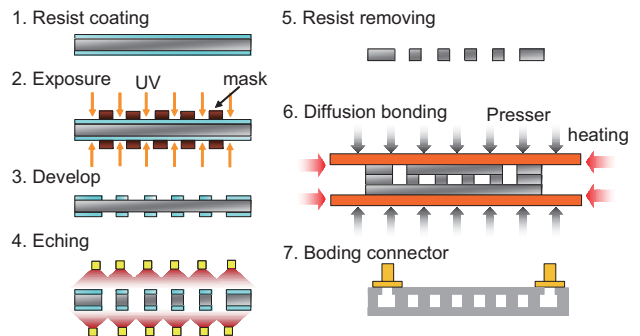 1. Resist coating
2. Exposure
UV
mask
3. Develop
4. Eching
5. Resist removing
6. Diffusion bonding
Presser
heating
7. Boding connector